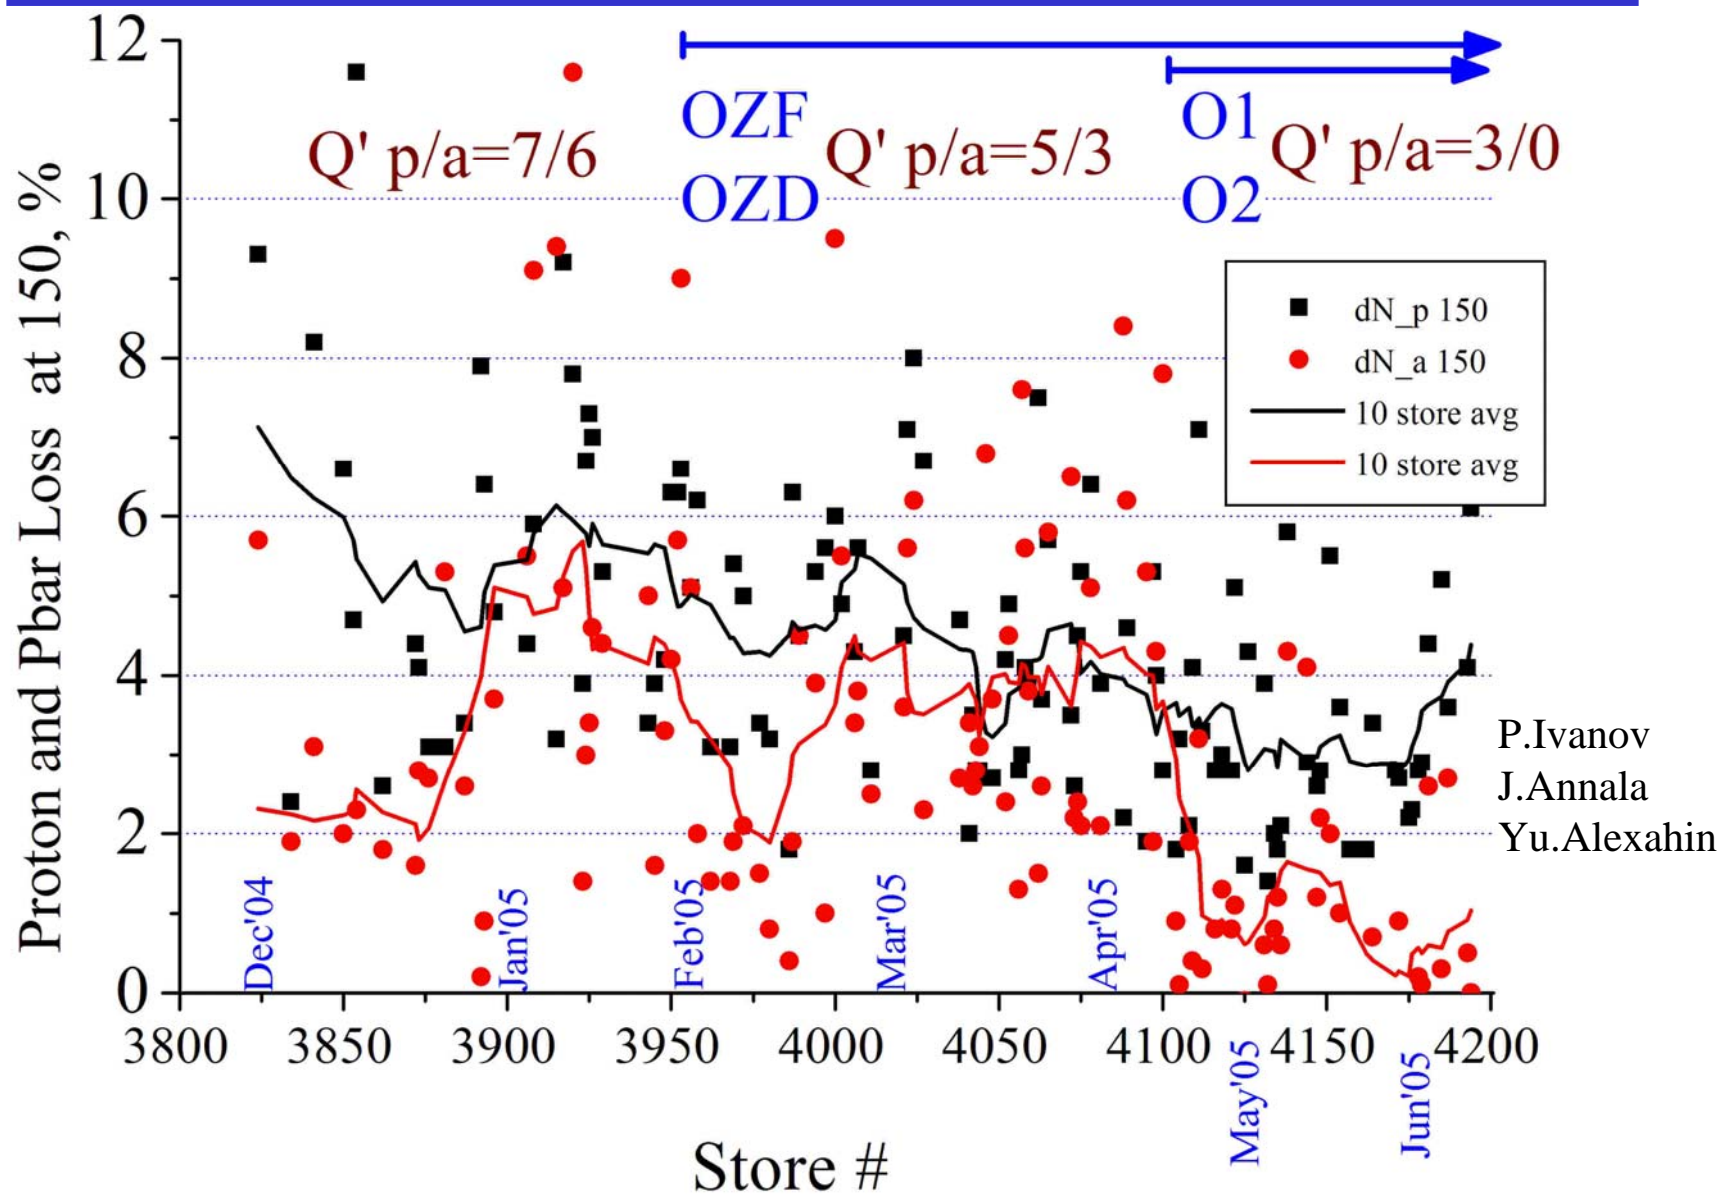 Proton and Pbar Loss at 150, %
12
10
8
6
4
2
0
Q' p/a=7/6
OZF
OZD
Q' p/a=5/3
O1
O2
Q' p/a=3/0
dN_p 150
dN_a 150
10 store avg
10 store avg
P.Ivanov
J.Annala
Yu.Alexahin
Dec'04
Jan'05
Feb'05
Mar'05
Apr'05
May'05
Jun'05
3800 3850 3900 3950 4000 4050 4100 4150 4200
Store #